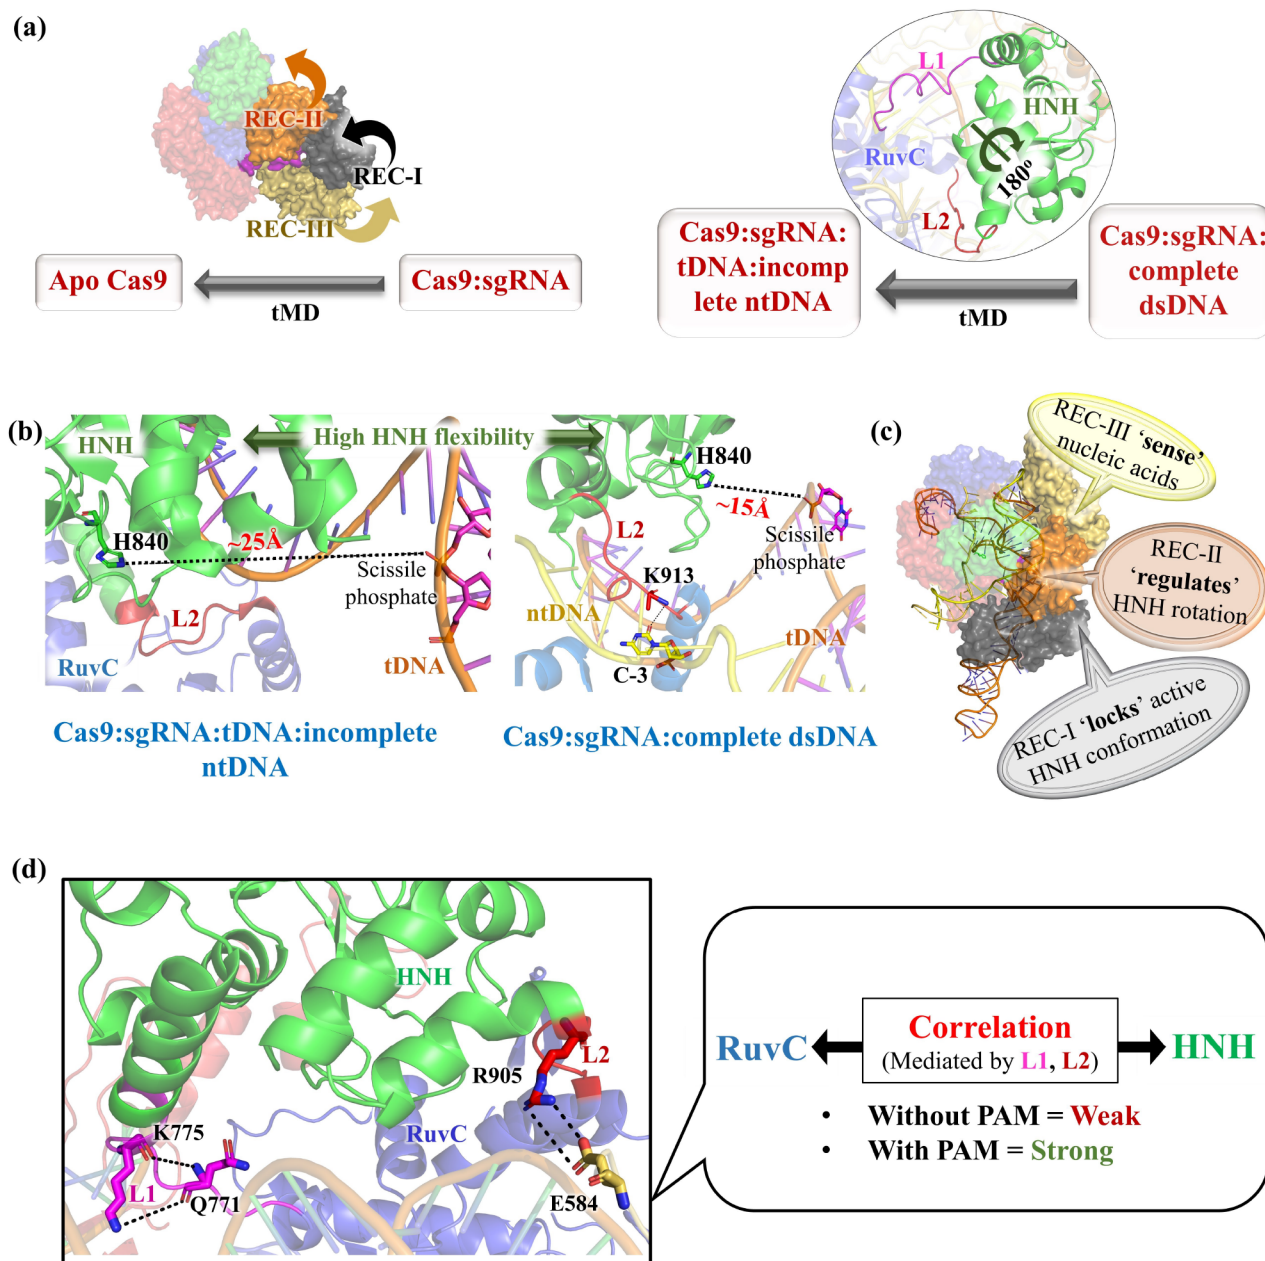 (a)
REC-II
REC-I
REC-III
Apo Cas9
tMD
Cas9:sgRNA
L1
HNH
RuvC
180°
L2
Cas9:sgRNA:
tDNA:incomp
lete ntDNA
tMD
Cas9:sgRNA:
complete
dsDNA
(b)
HNH
High HNH flexibility
H840
~25Å
Scissile
phosphate
L2
RuvC
tDNA
Cas9:sgRNA:tDNA:incomplete
ntDNA
H840
~15Å
L2
Scissile
phosphate
K913
ntDNA
tDNA
C-3
Cas9:sgRNA:complete dsDNA
(c)
REC-III ‘sense’
nucleic acids
REC-II
‘regulates’
HNH rotation
REC-I ‘locks’ active
HNH conformation
(d)
HNH
L2
R905
K775
RuvC
L1
Q771
E584
RuvC
Correlation
(Mediated by L1, L2)
HNH
• Without PAM = Weak
• With PAM = Strong